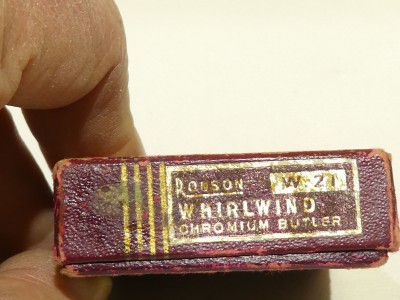 RONSON W-21
WHIRLWIND
CHROMIUM BUTLER